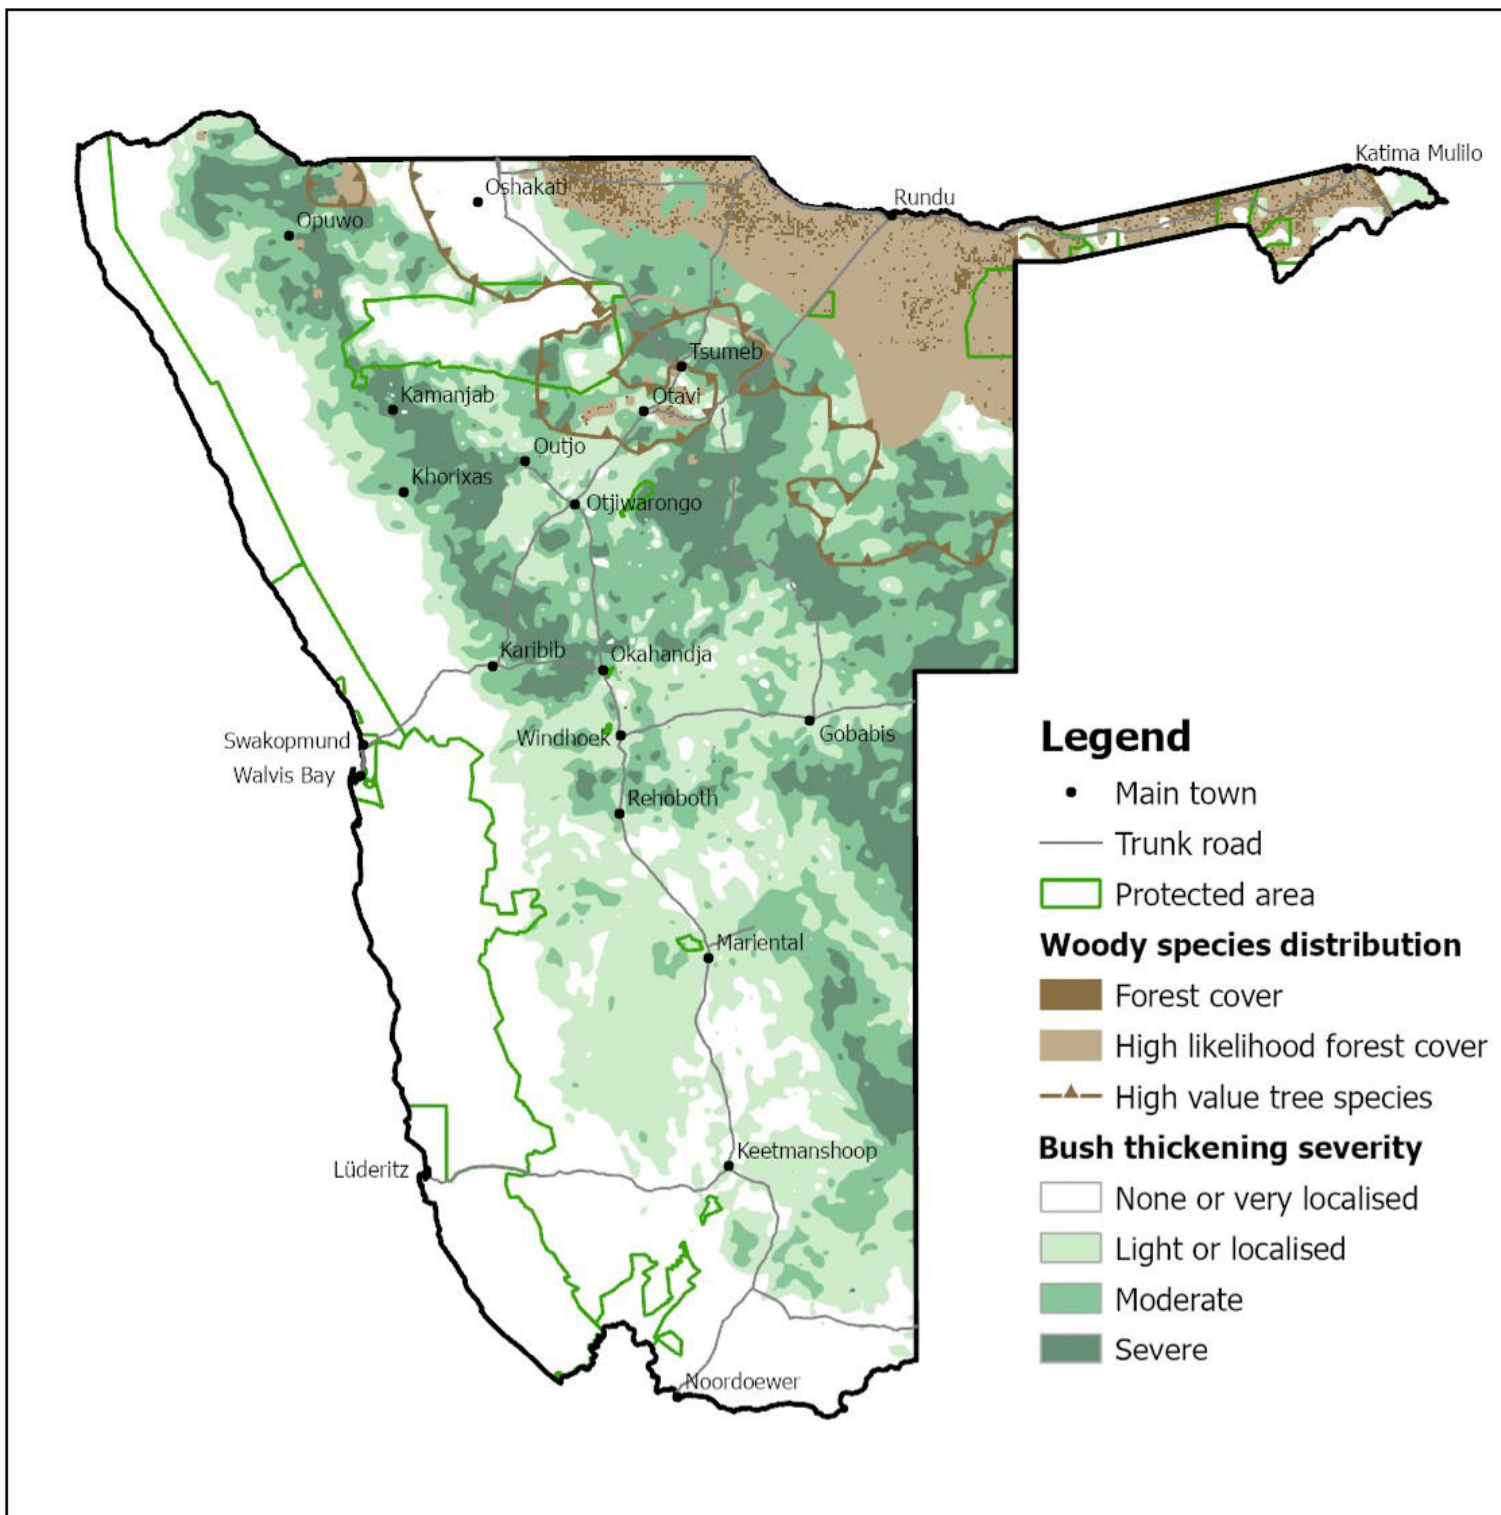 Katima Mulilo
Oshakati
Rundu
Opuwo
Tsumeb
Kamanjab
Otavi
Outjo
Khorixas
Otjiwarongo
Karibib
Okahandja
Swakopmund
Windhoek
Gobabis
Walvis Bay
Rehoboth
Mariental
Keetmanshoop
Lüderitz
Noordoewer
Legend
Main town
Trunk road
Protected area
Woody species distribution
Forest cover
High likelihood forest cover
High value tree species
Bush thickening severity
None or very localised
Light or localised
Moderate
Severe